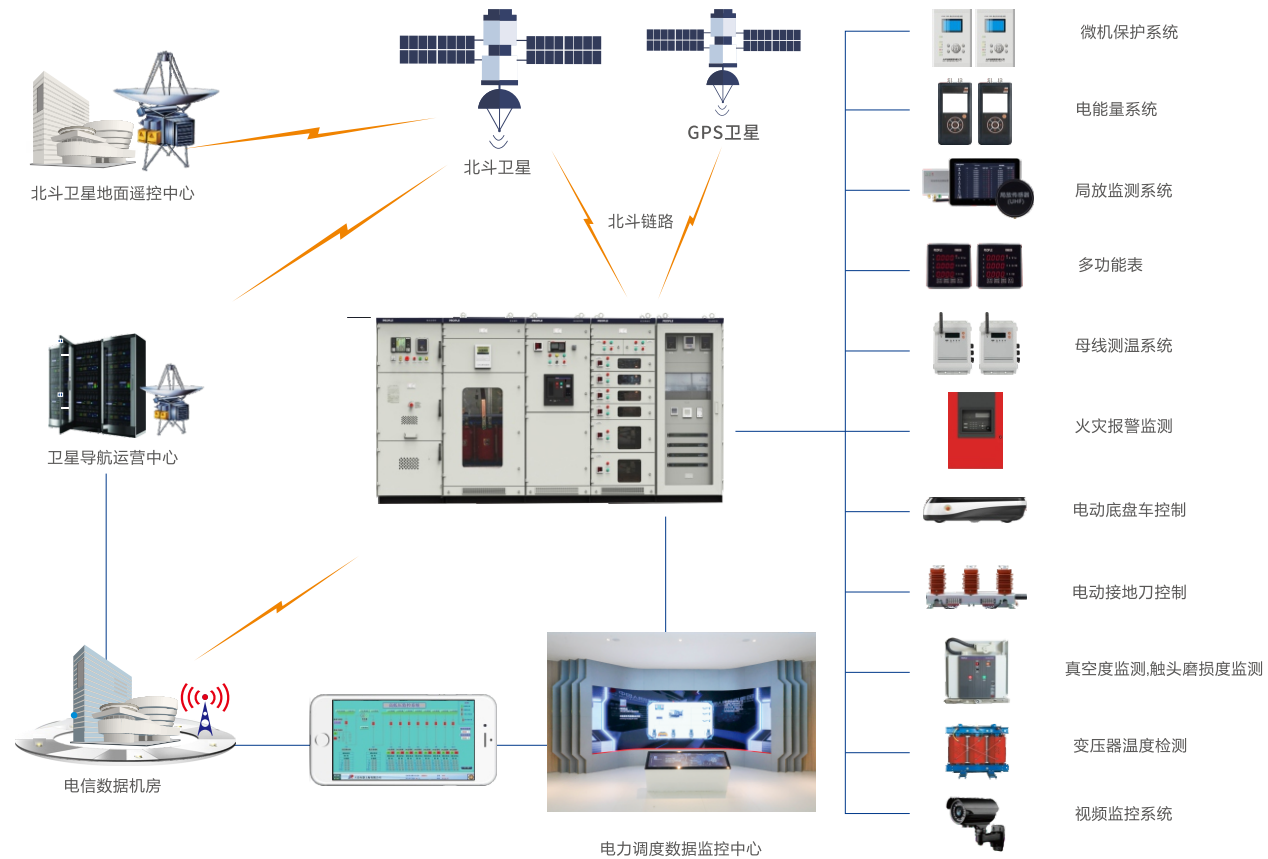 微机保护系统
电能量系统
GPS卫星
北斗卫星
北斗卫星地面遥控中心
局放监测系统
局放传感器
(UHF)
北斗链路
多功能表
母线测温系统
火灾报警监测
卫星导航运营中心
电动底盘车控制
电动接地刀控制
真空度监测,触头磨损度监测
变压器温度检测
电信数据机房
视频监控系统
电力调度数据监控中心